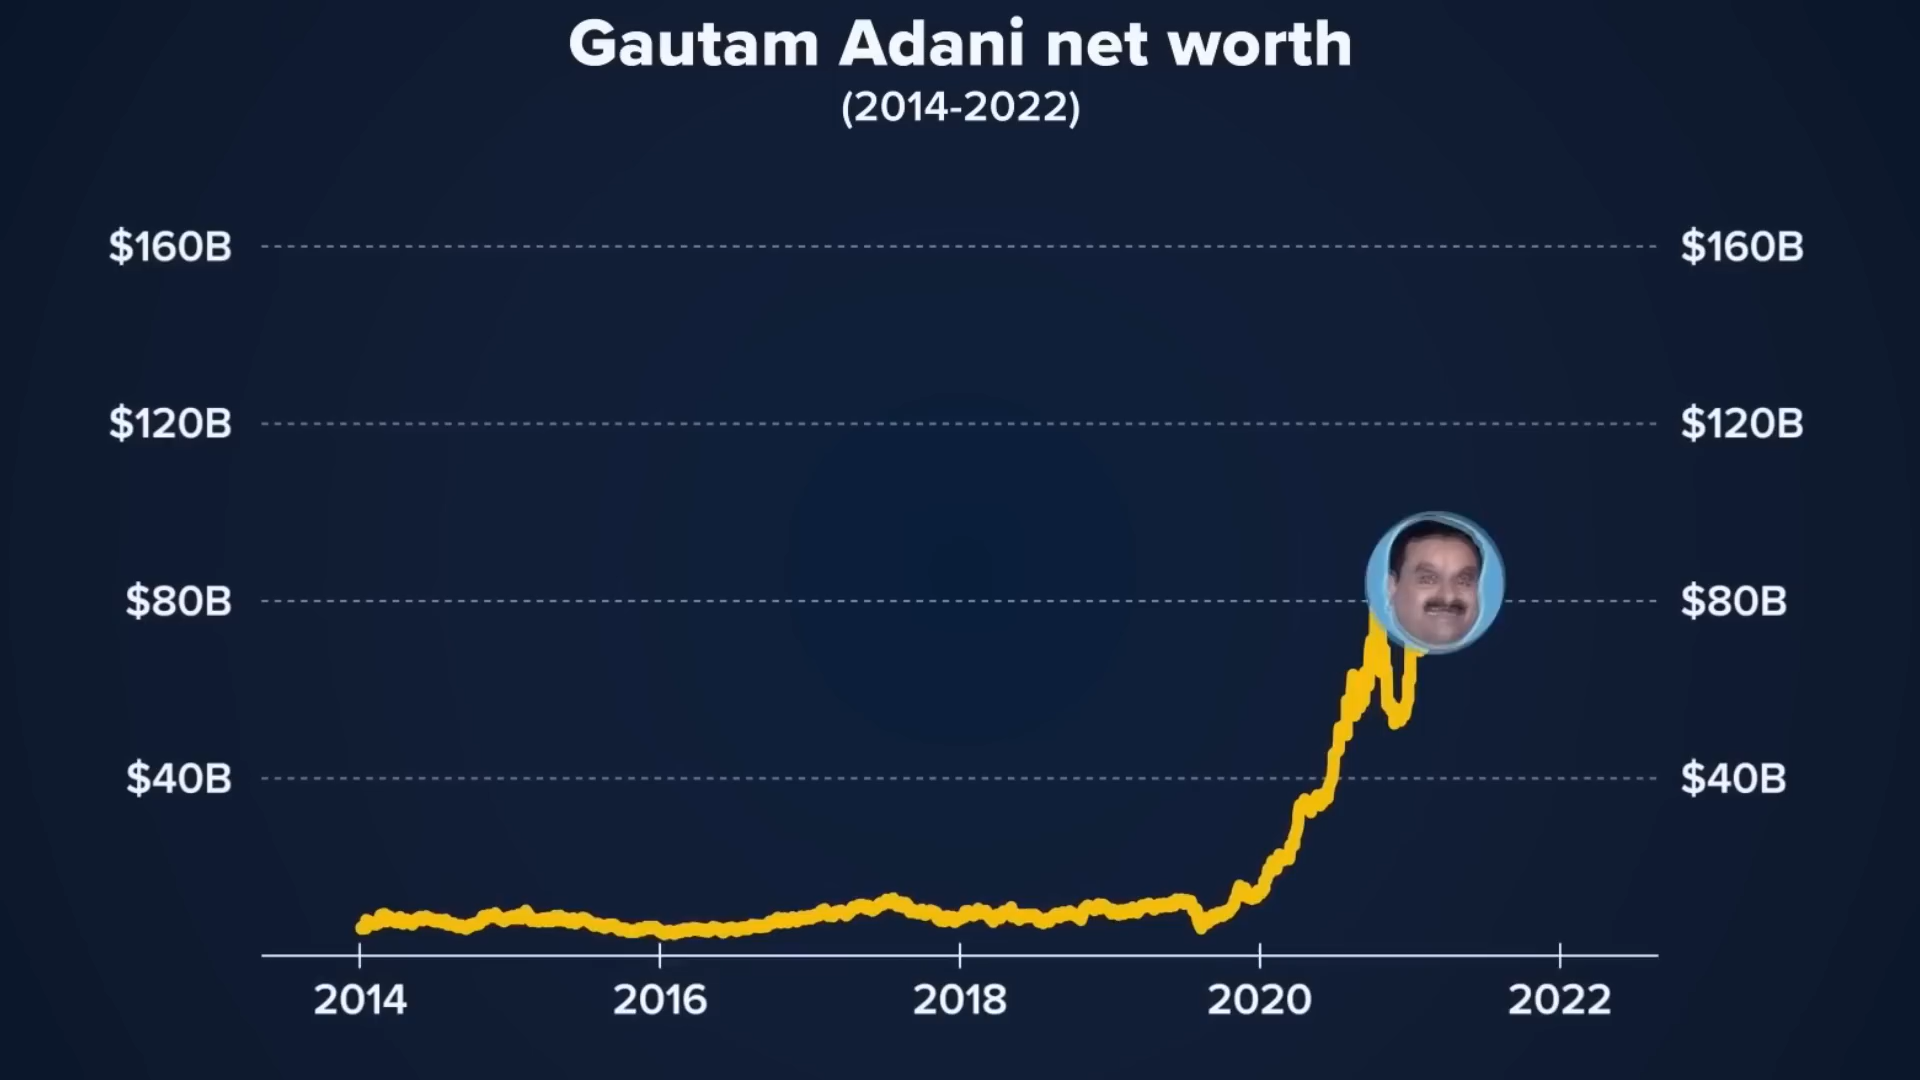 Gautam Adani net worth
(2014-2022)
$160B $160B
$120B $120B
$80B $80B
$40B $40B
2014 2016 2018 2020 2022